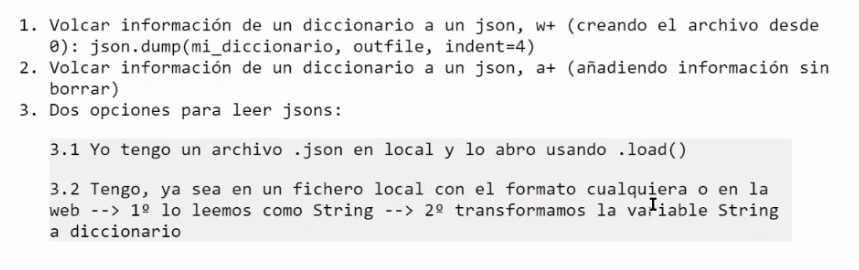 1. Volcar información de un diccionario a un json, w+ (creando el archivo desde
0): json.dump(mi_diccionario, outfile, indent=4)
2. Volcar información de un diccionario a un json, a+ (añadiendo información sin
borrar)
3. Dos opciones para leer jsons:
3.1 Yo tengo un archivo .json en local y lo abro usando .load()
3.2 Tengo, ya sea en un fichero local con el formato cualquiera o en la
web --> 1º lo leemos como String --> 2º transformamos la variable String
a diccionario